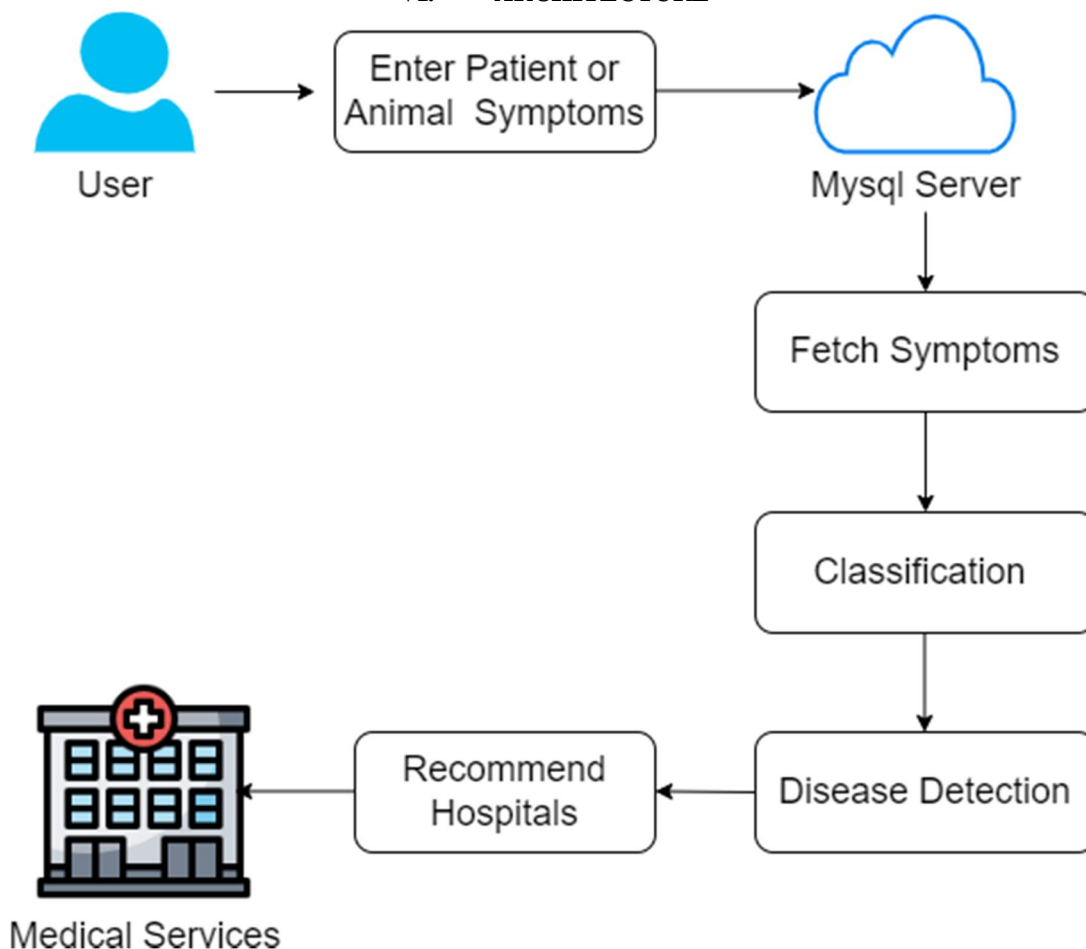 Enter Patient or
Animal Symptoms
User
Mysql Server
Fetch Symptoms
Classification
Disease Detection
Recommend
Hospitals
Medical Services